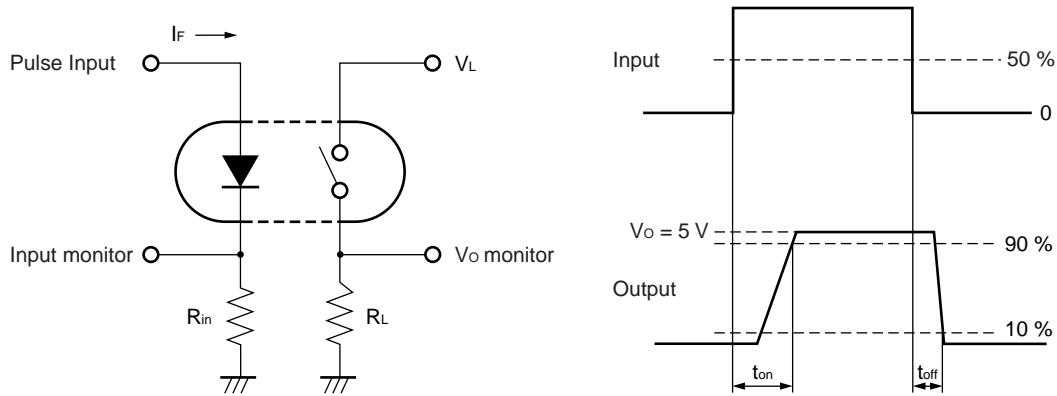 IF
Pulse Input
VL
Input monitor
VO monitor
Rin
RL
Input
50 %
0
VO = 5 V
90 %
Output
10 %
ton
toff